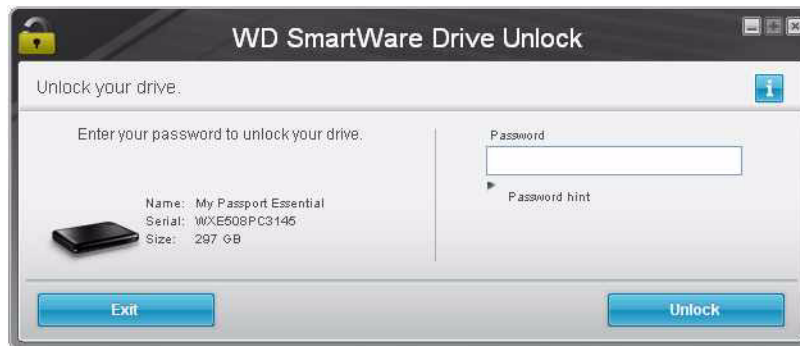 WD SmartWare Drive Unlock
Unlock your drive.
Enter your password to unlock your drive.
Name: My Passport Essential
Serial: WXE508PC3145
Size: 297 GB
Password
Password hint
Exit
Unlock